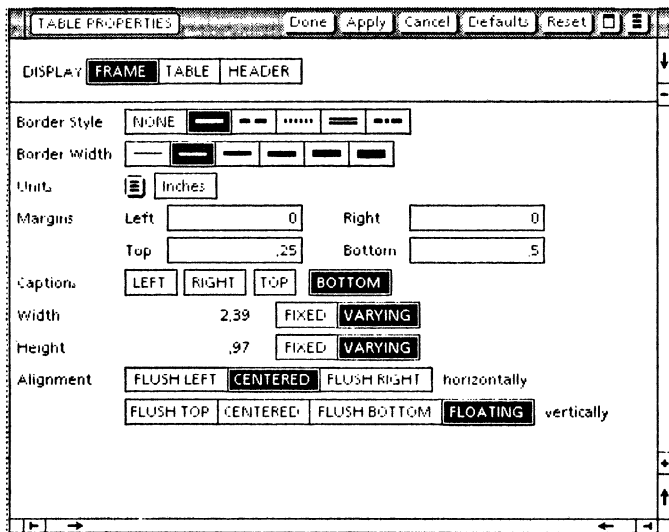 TABLE PROPERTIES Done Apply Cancel Defaults Reset
DISPLAY FRAME TABLE HEADER
Border Style NONE
Border Width
Units Inches
Margins Left 0 Right 0
Top .25 Bottom .5
Captions LEFT RIGHT TOP BOTTOM
Width 2.39 FIXED VARYING
Height .97 FIXED VARYING
Alignment FLUSH LEFT CENTERED FLUSH RIGHT horizontally
FLUSH TOP CENTERED FLUSH BOTTOM FLOATING vertically